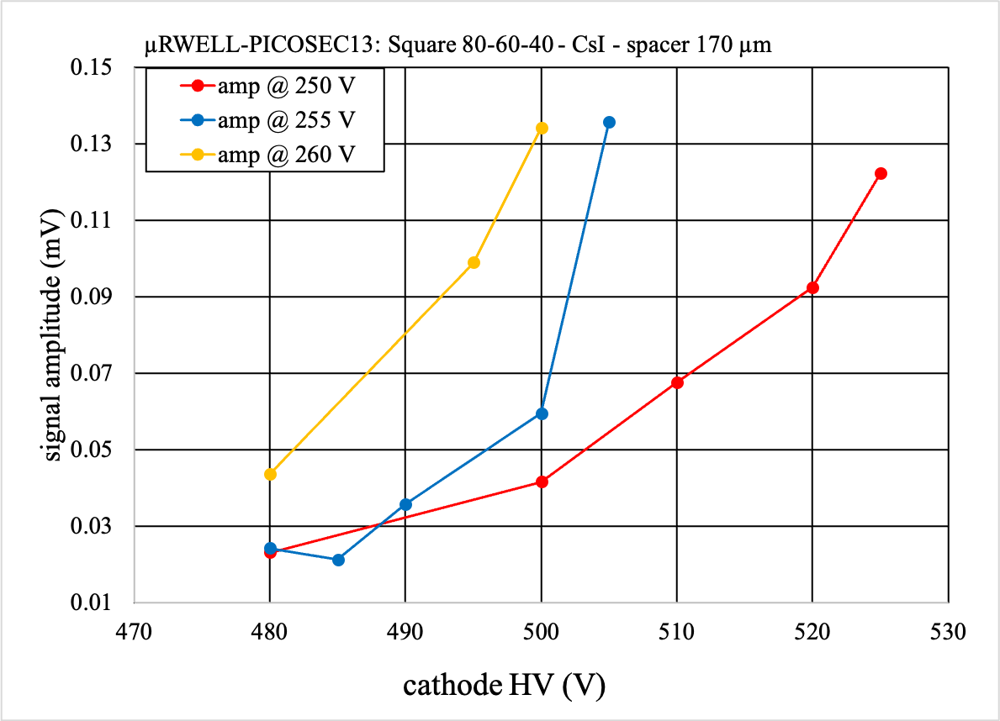 µRWELL-PICOSEC13: Square 80-60-40 - CsI - spacer 170 µm
0.15
0.13
0.11
0.09
0.07
0.05
0.03
0.01
amp @ 250 V
amp @ 255 V
amp @ 260 V
signal amplitude (mV)
470 480 490 500 510 520 530
cathode HV (V)